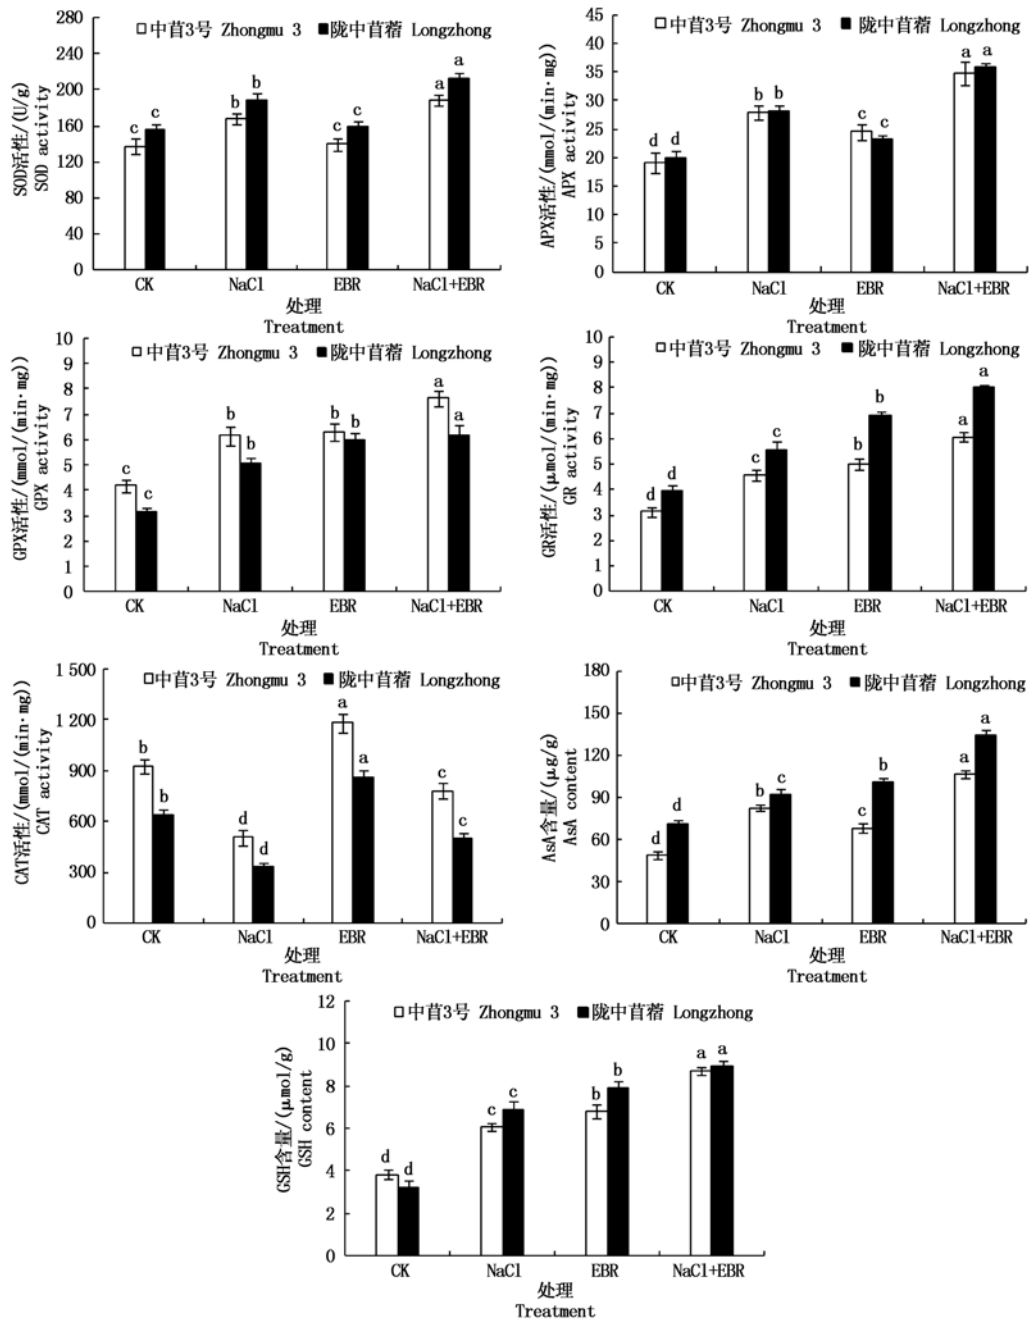 SOD活性/(U/g)
SOD activity
280
240
200
160
120
80
40
0
中苜3号 Zhongmu 3 陇中苜蓿 Longzhong
c c b b c c a a
CK NaCl EBR NaCl+EBR
处理
Treatment
APX活性/(mmol/(min·mg))
APX activity
45
40
35
30
25
20
15
10
5
0
中苜3号 Zhongmu 3 陇中苜蓿 Longzhong
d d b b c c a a
CK NaCl EBR NaCl+EBR
处理
Treatment
GPX活性/(mmol/(min·mg))
GPX activity
10
9
8
7
6
5
4
3
2
1
0
中苜3号 Zhongmu 3 陇中苜蓿 Longzhong
c c b b b b a a
CK NaCl EBR NaCl+EBR
处理
Treatment
GR活性/(μmol/(min·mg))
GR activity
10
9
8
7
6
5
4
3
2
1
0
中苜3号 Zhongmu 3 陇中苜蓿 Longzhong
d d c c b b a a
CK NaCl EBR NaCl+EBR
处理
Treatment
CAT活性/(mmol/(min·mg))
CAT activity
1 500
1 200
900
600
300
0
中苜3号 Zhongmu 3 陇中苜蓿 Longzhong
b b d d a a c c
CK NaCl EBR NaCl+EBR
处理
Treatment
AsA含量/(μg/g)
AsA content
180
150
120
90
60
30
0
中苜3号 Zhongmu 3 陇中苜蓿 Longzhong
d d b c c b a a
CK NaCl EBR NaCl+EBR
处理
Treatment
GSH含量/(μmol/g)
GSH content
12
10
8
6
4
2
0
中苜3号 Zhongmu 3 陇中苜蓿 Longzhong
d d c c b b a a
CK NaCl EBR NaCl+EBR
处理
Treatment